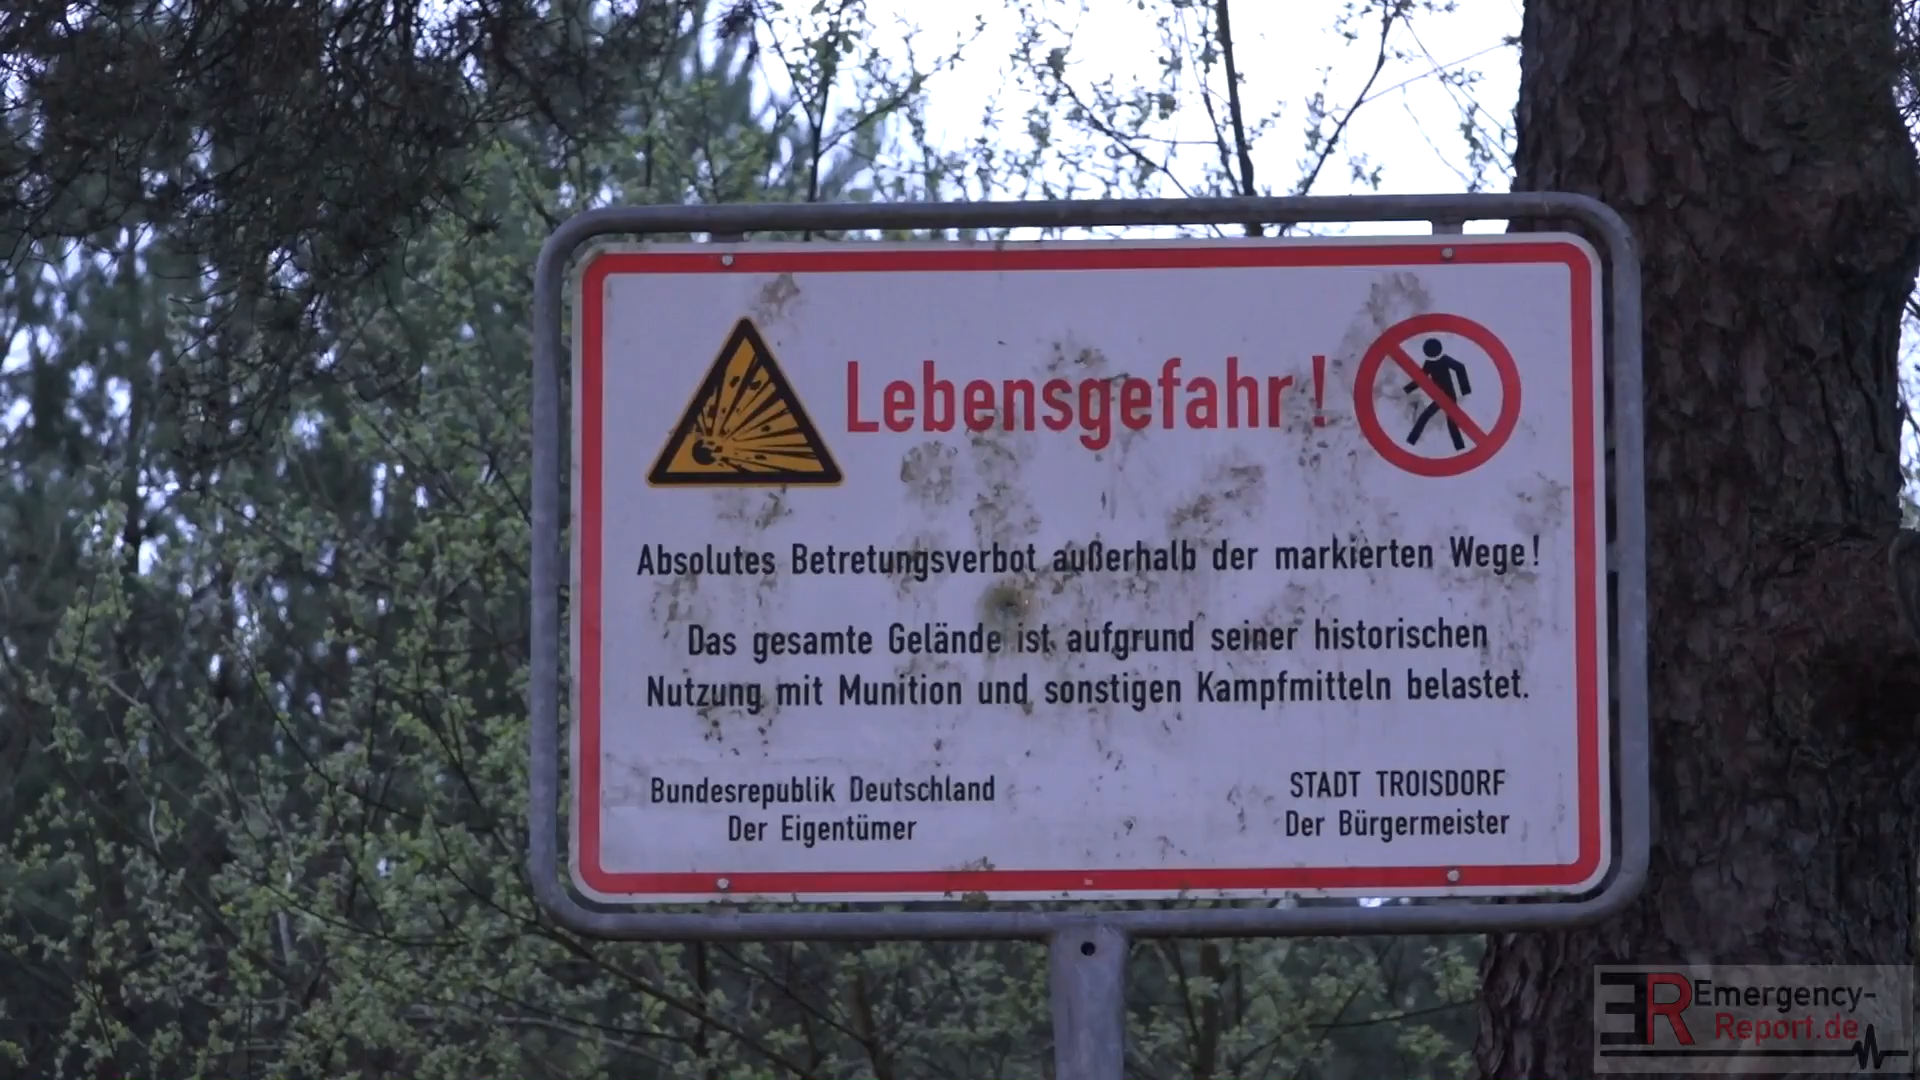 Lebensgefahr!
Absolutes Betretungsverbot außerhalb der markierten Wege!
Das gesamte Gelände ist aufgrund seiner historischen
Nutzung mit Munition und sonstigen Kampfmitteln belastet.
Bundesrepublik Deutschland
Der Eigentümer
STADT TROISDORF
Der Bürgermeister
ER Emergency-
Report.de